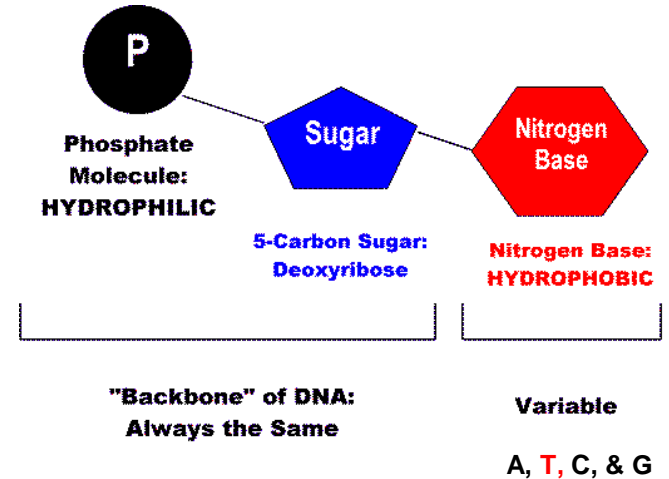 P
Sugar
Nitrogen
Base
Phosphate
Molecule:
HYDROPHILIC
5-Carbon Sugar:
Deoxyribose
Nitrogen Base:
HYDROPHOBIC
"Backbone" of DNA:
Always the Same
Variable
A, T, C, & G